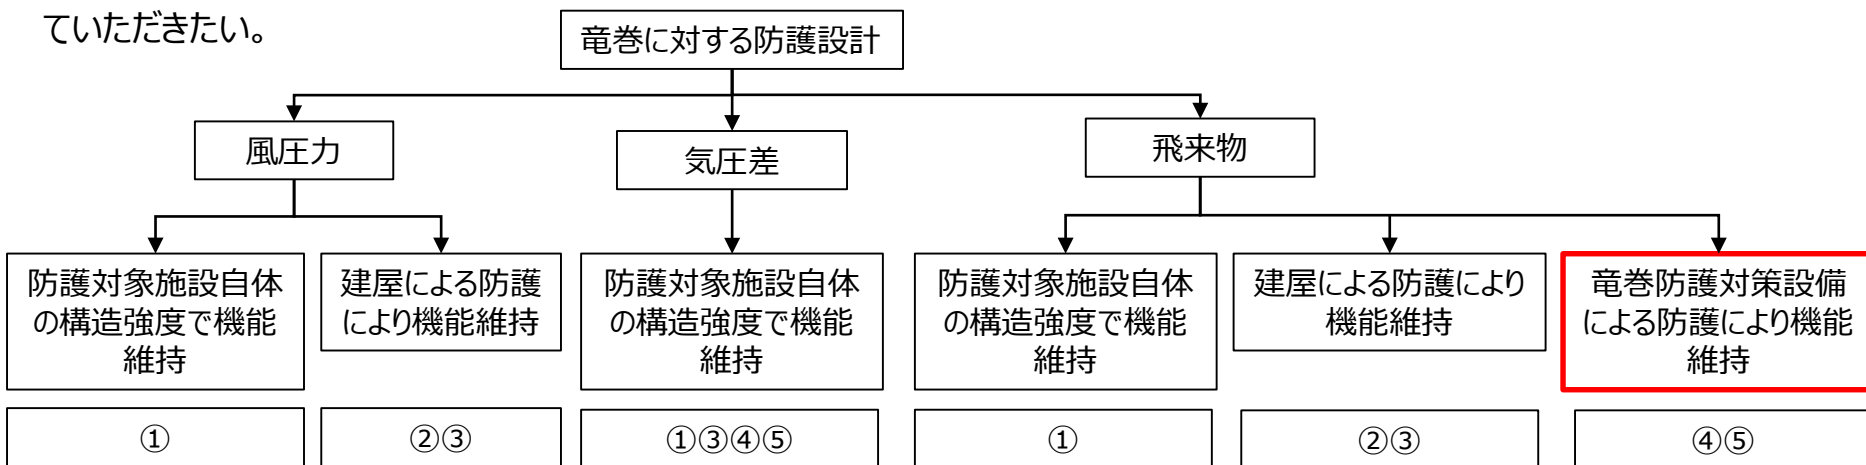 ていただきたい。
竜巻に対する防護設計
風圧力
気圧差
飛来物
防護対象施設自体
の構造強度で機能
維持
建屋による防護
により機能維持
防護対象施設自体
の構造強度で機能
維持
防護対象施設自体
の構造強度で機能
維持
建屋による防護により
機能維持
竜巻防護対策設備
による防護により機能
維持
①
②③
①③④⑤
①
②③
④⑤